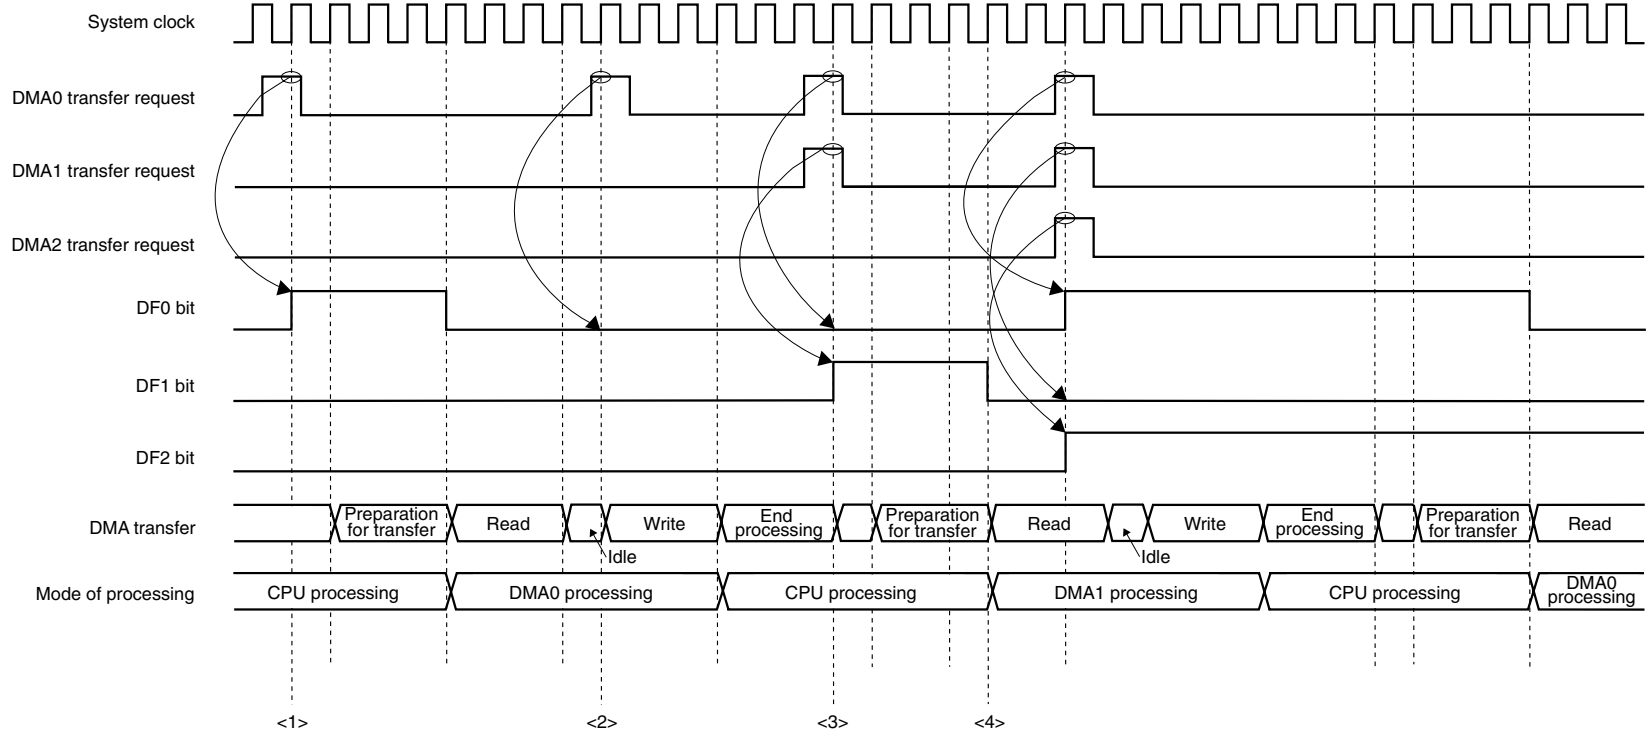 System clock
DMA0 transfer request
DMA1 transfer request
DMA2 transfer request
DF0 bit
DF1 bit
DF2 bit
DMA transfer
Preparation
for transfer
Read
Idle
Write
End
processing
Preparation
for transfer
Read
Idle
Write
End
processing
Preparation
for transfer
Read
Mode of processing
CPU processing
DMA0 processing
CPU processing
DMA1 processing
CPU processing
DMA0
processing
<1>
<2>
<3>
<4>